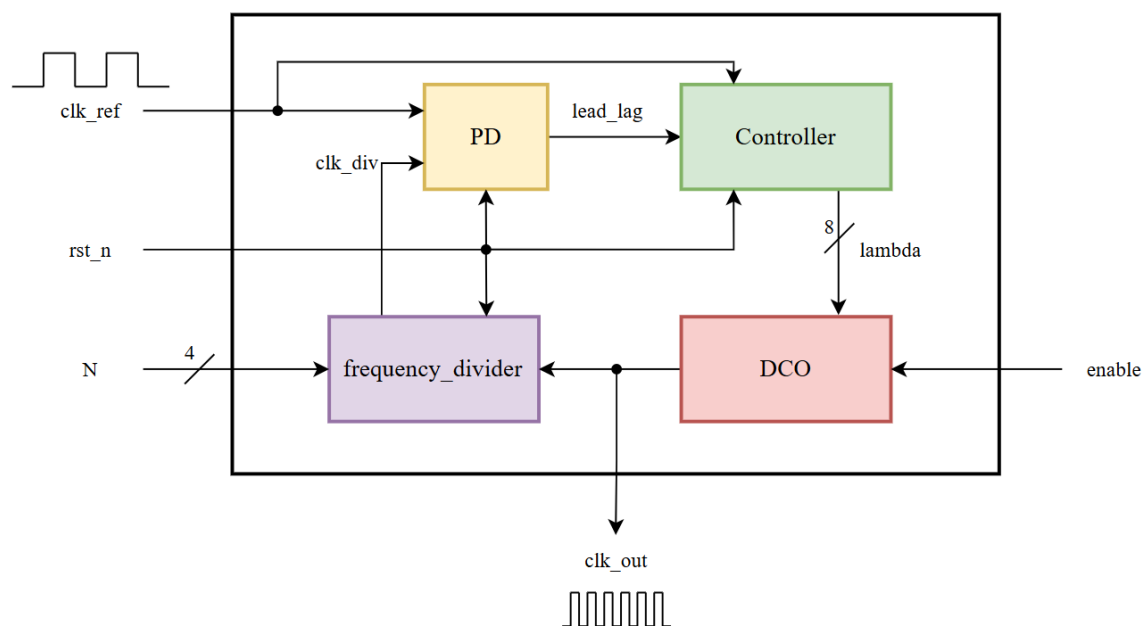 clk_ref
PD
lead_lag
Controller
clk_div
rst_n
8
lambda
N
4
frequency_divider
DCO
enable
clk_out